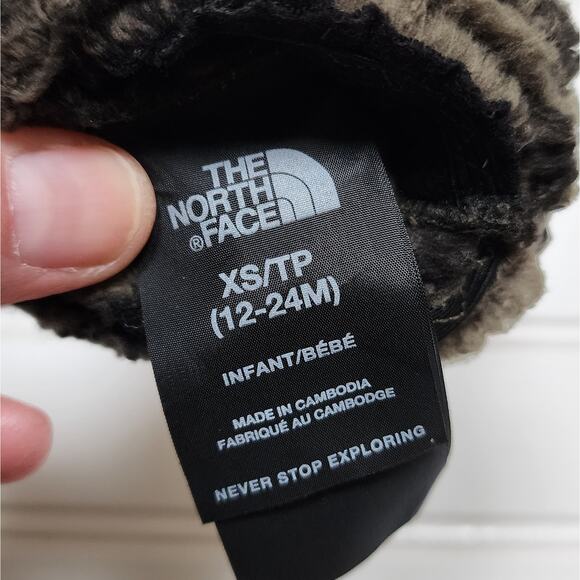 THE
NORTH
®FACE
XS/TP
(12-24M)
INFANT/BÉBÉ
MADE IN CAMBODIA
FABRIQUÉ AU CAMBODGE
NEVER STOP EXPLORING